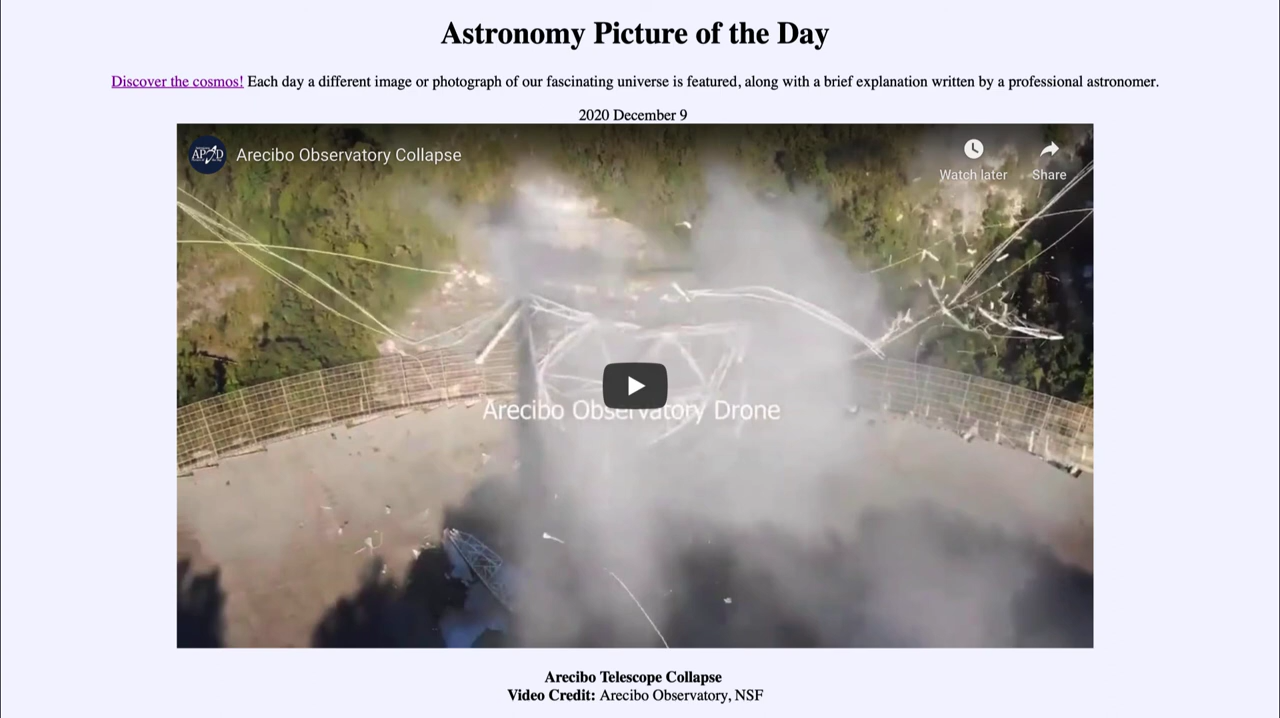 Astronomy Picture of the Day
Discover the cosmos! Each day a different image or photograph of our fascinating universe is featured, along with a brief explanation written by a professional astronomer.
2020 December 9
APOD
Arecibo Observatory Collapse
Watch later
Share
Arecibo Observatory Drone
Arecibo Telescope Collapse
Video Credit: Arecibo Observatory, NSF